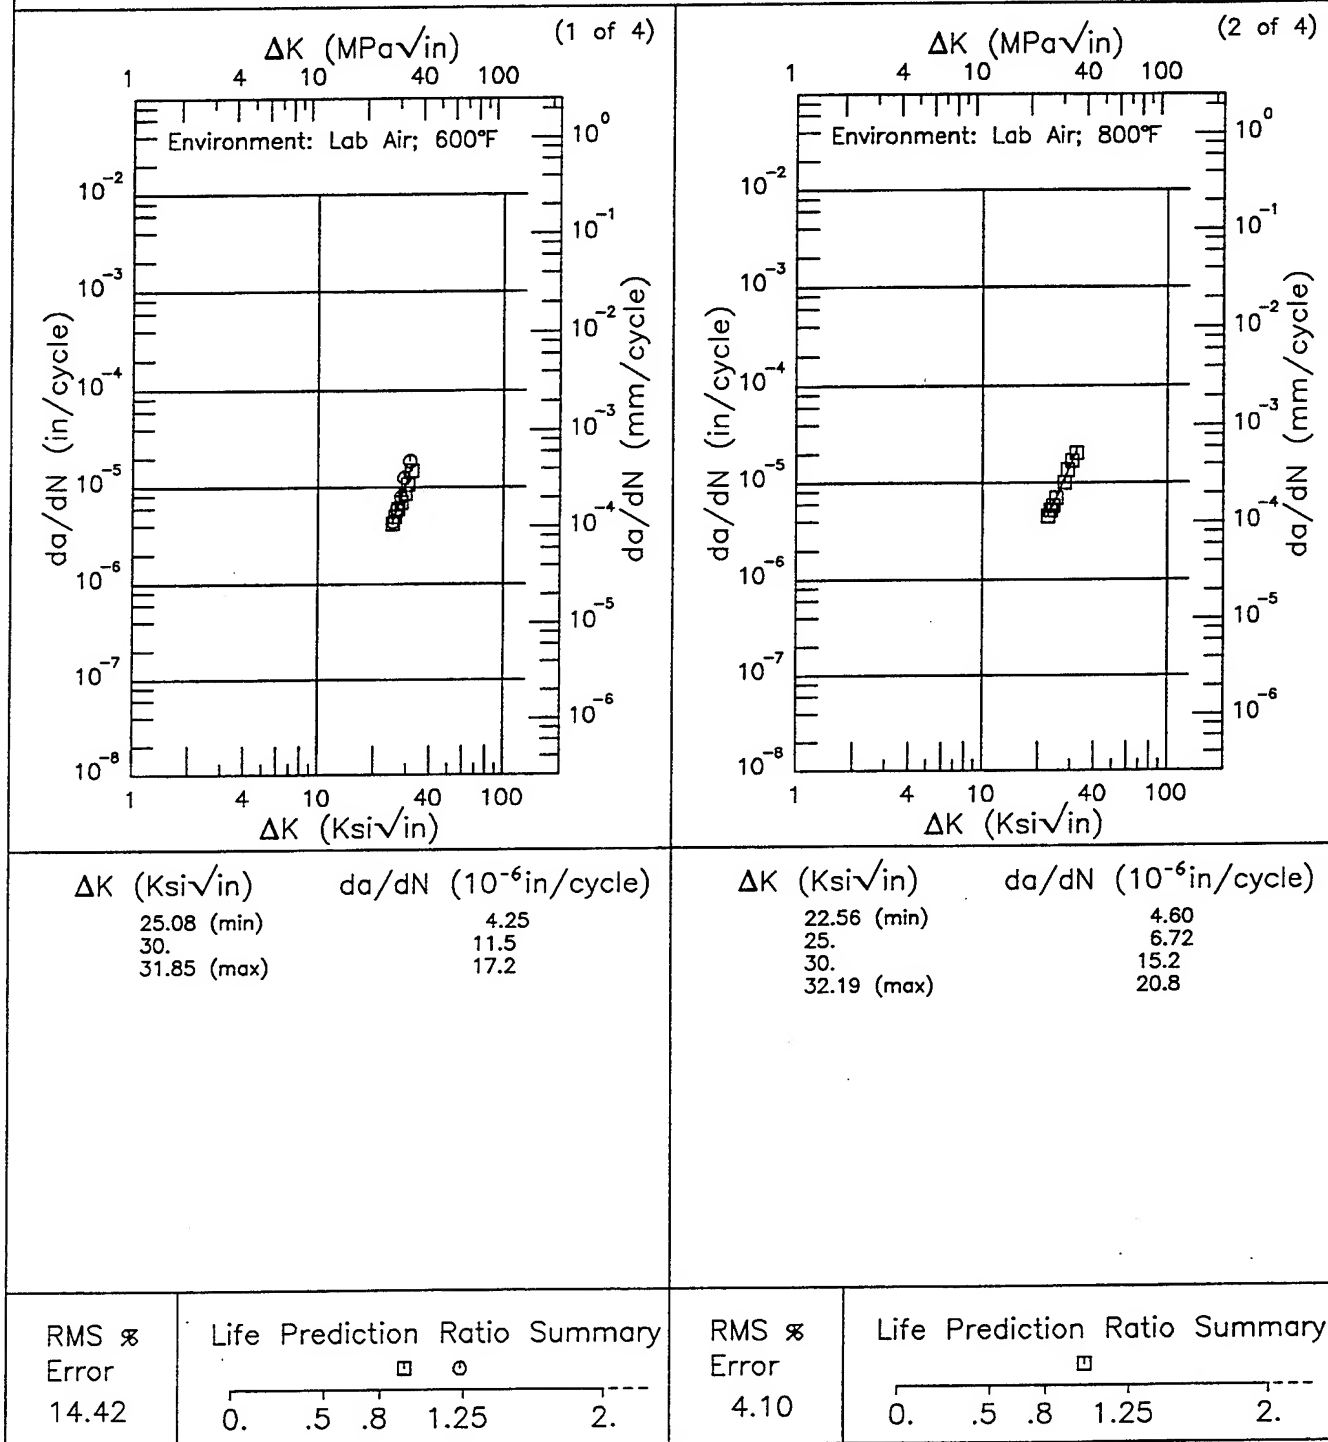 (1 of 4)
ΔK (MPa√in)
1 4 10 40 100
Environment: Lab Air; 600°F
da/dN (in/cycle)
10⁻²
10⁻³
10⁻⁴
10⁻⁵
10⁻⁶
10⁻⁷
10⁻⁸
10⁰
10⁻¹
10⁻²
10⁻³
10⁻⁴
10⁻⁵
10⁻⁶
da/dN (mm/cycle)
1 4 10 40 100
ΔK (Ksi√in)
ΔK (Ksi√in) da/dN (10⁻⁶in/cycle)
25.08 (min) 4.25
30. 11.5
31.85 (max) 17.2
RMS % Error
14.42
Life Prediction Ratio Summary
0. .5 .8 1.25 2.
(2 of 4)
ΔK (MPa√in)
1 4 10 40 100
Environment: Lab Air; 800°F
da/dN (in/cycle)
10⁻²
10⁻³
10⁻⁴
10⁻⁵
10⁻⁶
10⁻⁷
10⁻⁸
10⁰
10⁻¹
10⁻²
10⁻³
10⁻⁴
10⁻⁵
10⁻⁶
da/dN (mm/cycle)
1 4 10 40 100
ΔK (Ksi√in)
ΔK (Ksi√in) da/dN (10⁻⁶in/cycle)
22.56 (min) 4.60
25. 6.72
30. 15.2
32.19 (max) 20.8
RMS %
Error
4.10
Life Prediction Ratio Summary
0. .5 .8 1.25 2.